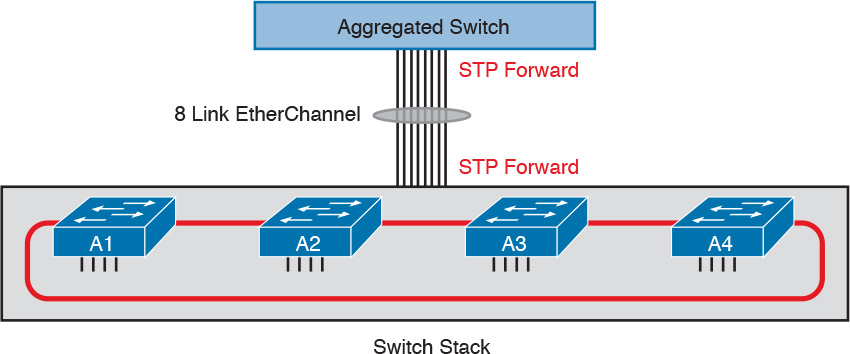 Aggregated Switch
STP Forward
8 Link EtherChannel
STP Forward
A1
A2
A3
A4
Switch Stack